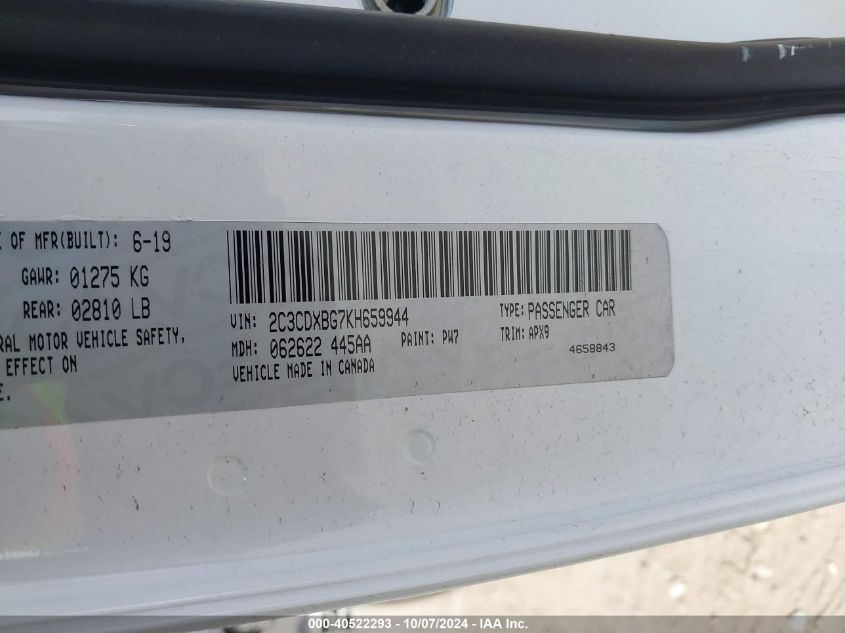 E OF MFR(BUILT): 6-19
GAWR: 01275 KG
REAR: 02810 LB
RAL MOTOR VEHICLE SAFETY,
EFFECT ON
E.
VIN: 2C3CDXBG7KH659944
TYPE: PASSENGER CAR
MDH: 062622 445AA
PAINT: PW7
TRIM: APX9
VEHICLE MADE IN CANADA
4658843
000-40522293 - 10/07/2024 - IAA Inc.